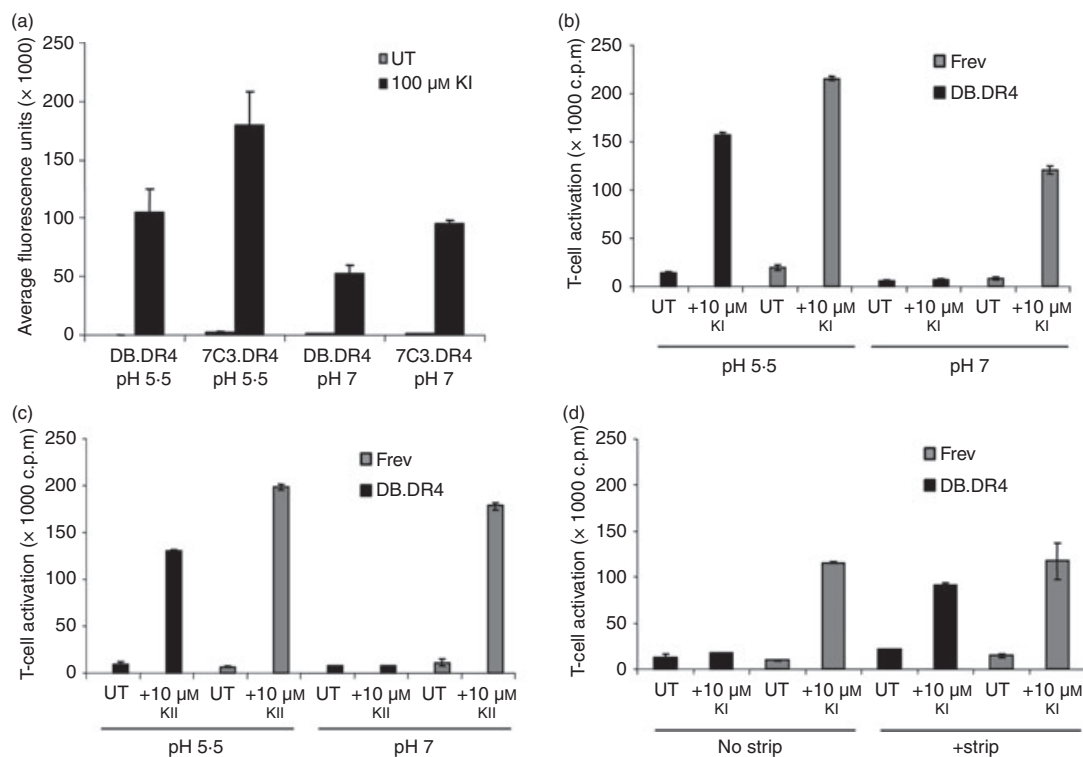 (a)
250
200
150
100
50
0
Average fluorescence units (× 1000)
UT
100 μM KI
DB.DR4 7C3.DR4 DB.DR4 7C3.DR4
pH 5·5 pH 5·5 pH 7 pH 7
(b)
250
200
150
100
50
0
T-cell activation (× 1000 c.p.m)
Frev
DB.DR4
UT +10 μM UT +10 μM UT +10 μM UT +10 μM
KI KI KI KI
pH 5·5 pH 7
(c)
250
200
150
100
50
0
T-cell activation (× 1000 c.p.m)
Frev
DB.DR4
UT +10 μM UT +10 μM UT +10 μM UT +10 μM
KII KII KII KII
pH 5·5 pH 7
(d)
250
200
150
100
50
0
T-cell activation (× 1000 c.p.m)
Frev
DB.DR4
UT +10 μM UT +10 μM UT +10 μM UT +10 μM
KI KI KI KI
No strip +strip